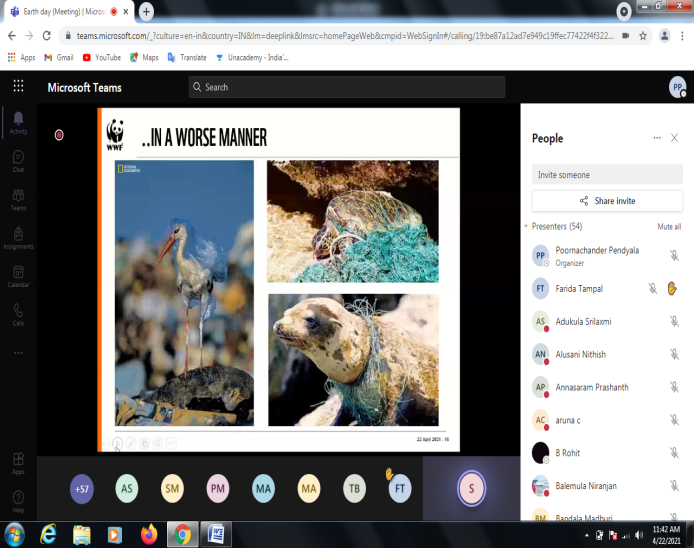 Earth day (Meeting) | Micros
teams.microsoft.com/_?culture=en-in&country=IN&lm=deeplink&lmsrc=homePageWeb&cmpid=WebSignIn#/calling/19:be87a12ad7e949c19ffec77422f4f322...
Apps
Gmail
YouTube
Maps
Translate
Unacademy - India'...
Microsoft Teams
Search
PP
Activity
Chat
Teams
Assignments
Calendar
Calls
Apps
Help
WWF
..IN A WORSE MANNER
NATIONAL GEOGRAPHIC
22 April 2021 - 16
+57
AS
SM
PM
MA
MA
TB
FT
S
People
Invite someone
Share invite
Presenters (54)
Mute all
PP
Poornachander Pendyala
Organizer
FT
Farida Tampal
AS
Adukula Srilaxmi
AN
Alusani Nithish
AP
Annasaram Prashanth
AC
aruna c
B Rohit
Balemula Niranjan
BM
Bandala Madhuri
11:42 AM
4/22/2021